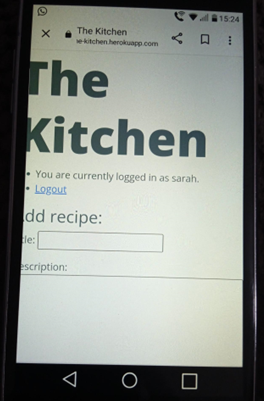 15:24
The Kitchen
ie-kitchen.herokuapp.com
The
Kitchen
You are currently logged in as sarah.
Logout
dd recipe:
tle:
escription: